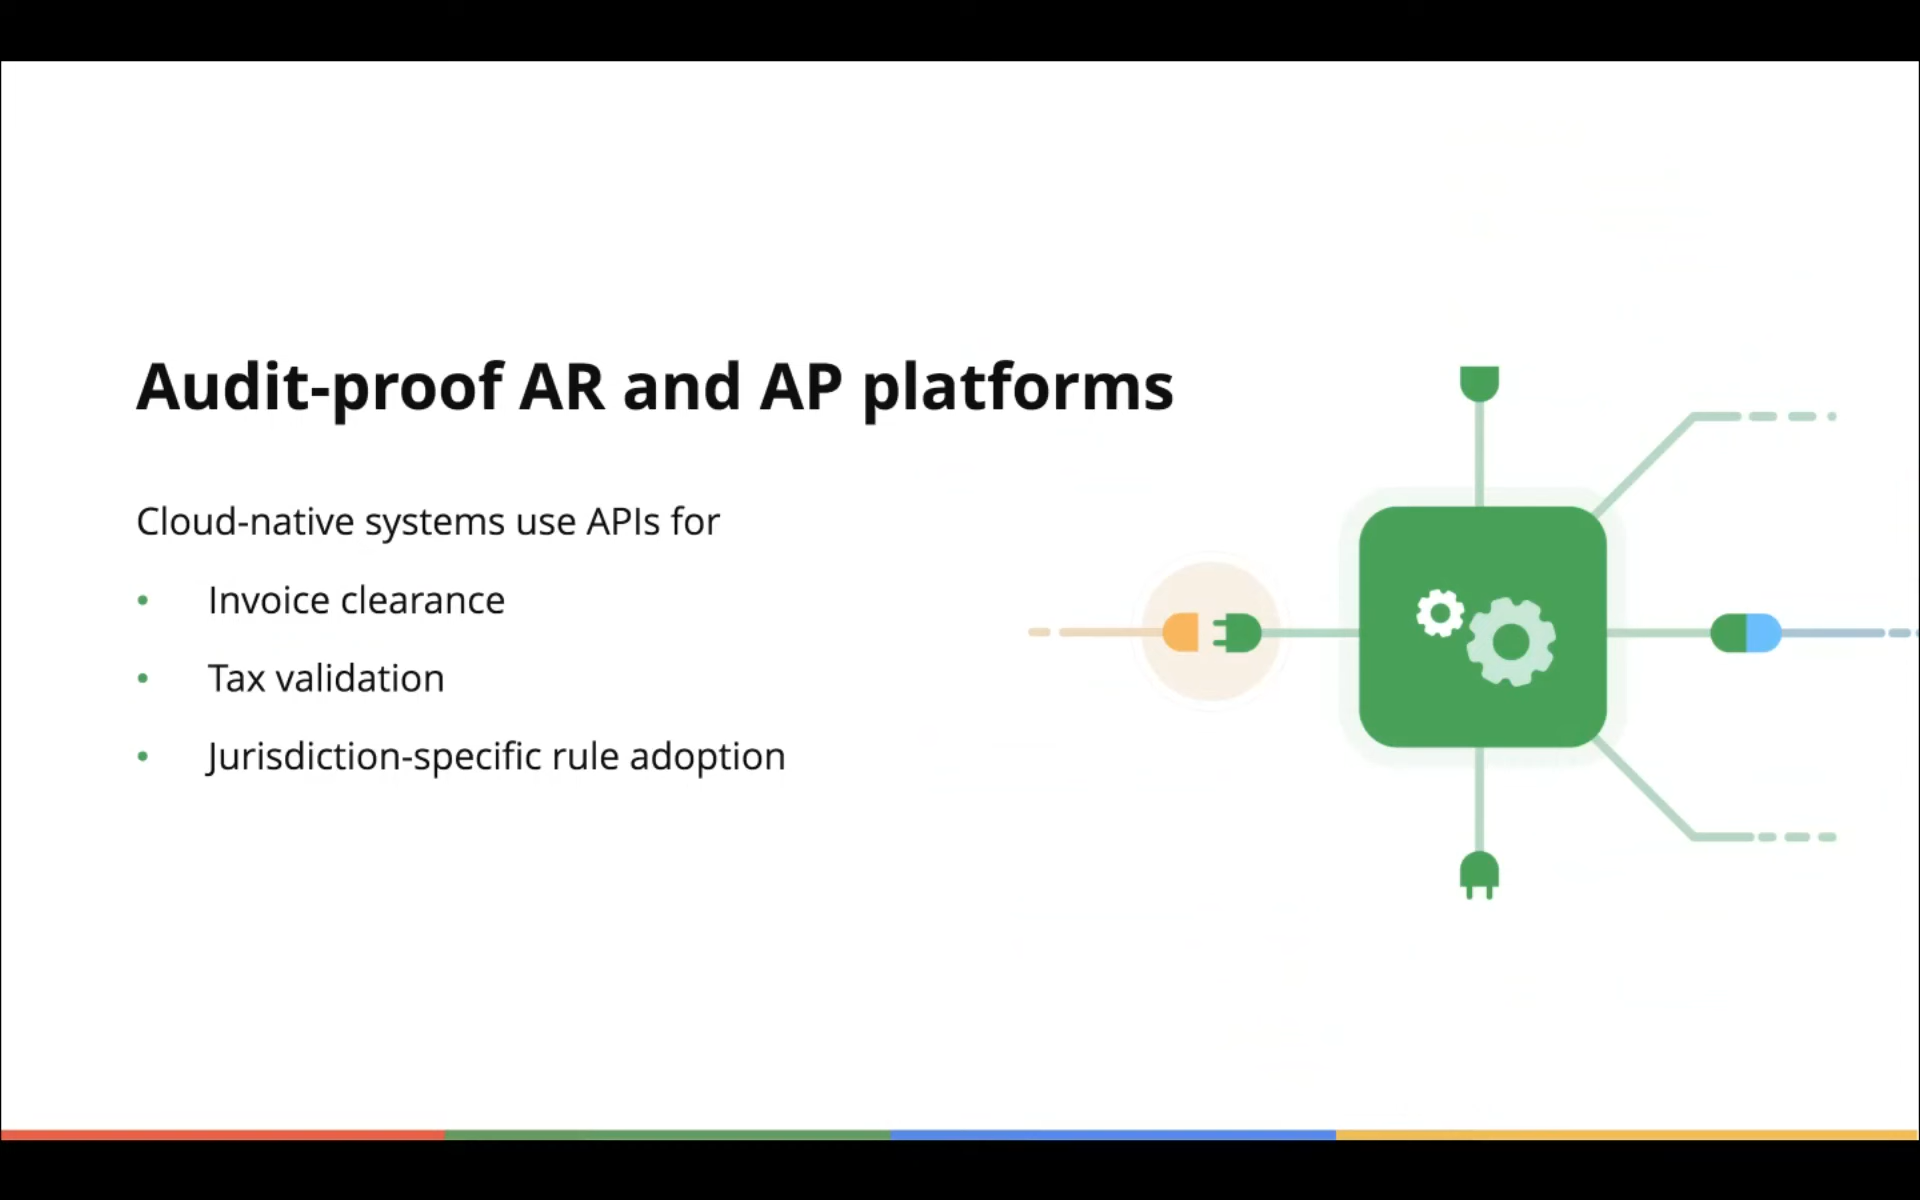 Audit-proof AR and AP platforms
Cloud-native systems use APIs for
• Invoice clearance
• Tax validation
• Jurisdiction-specific rule adoption